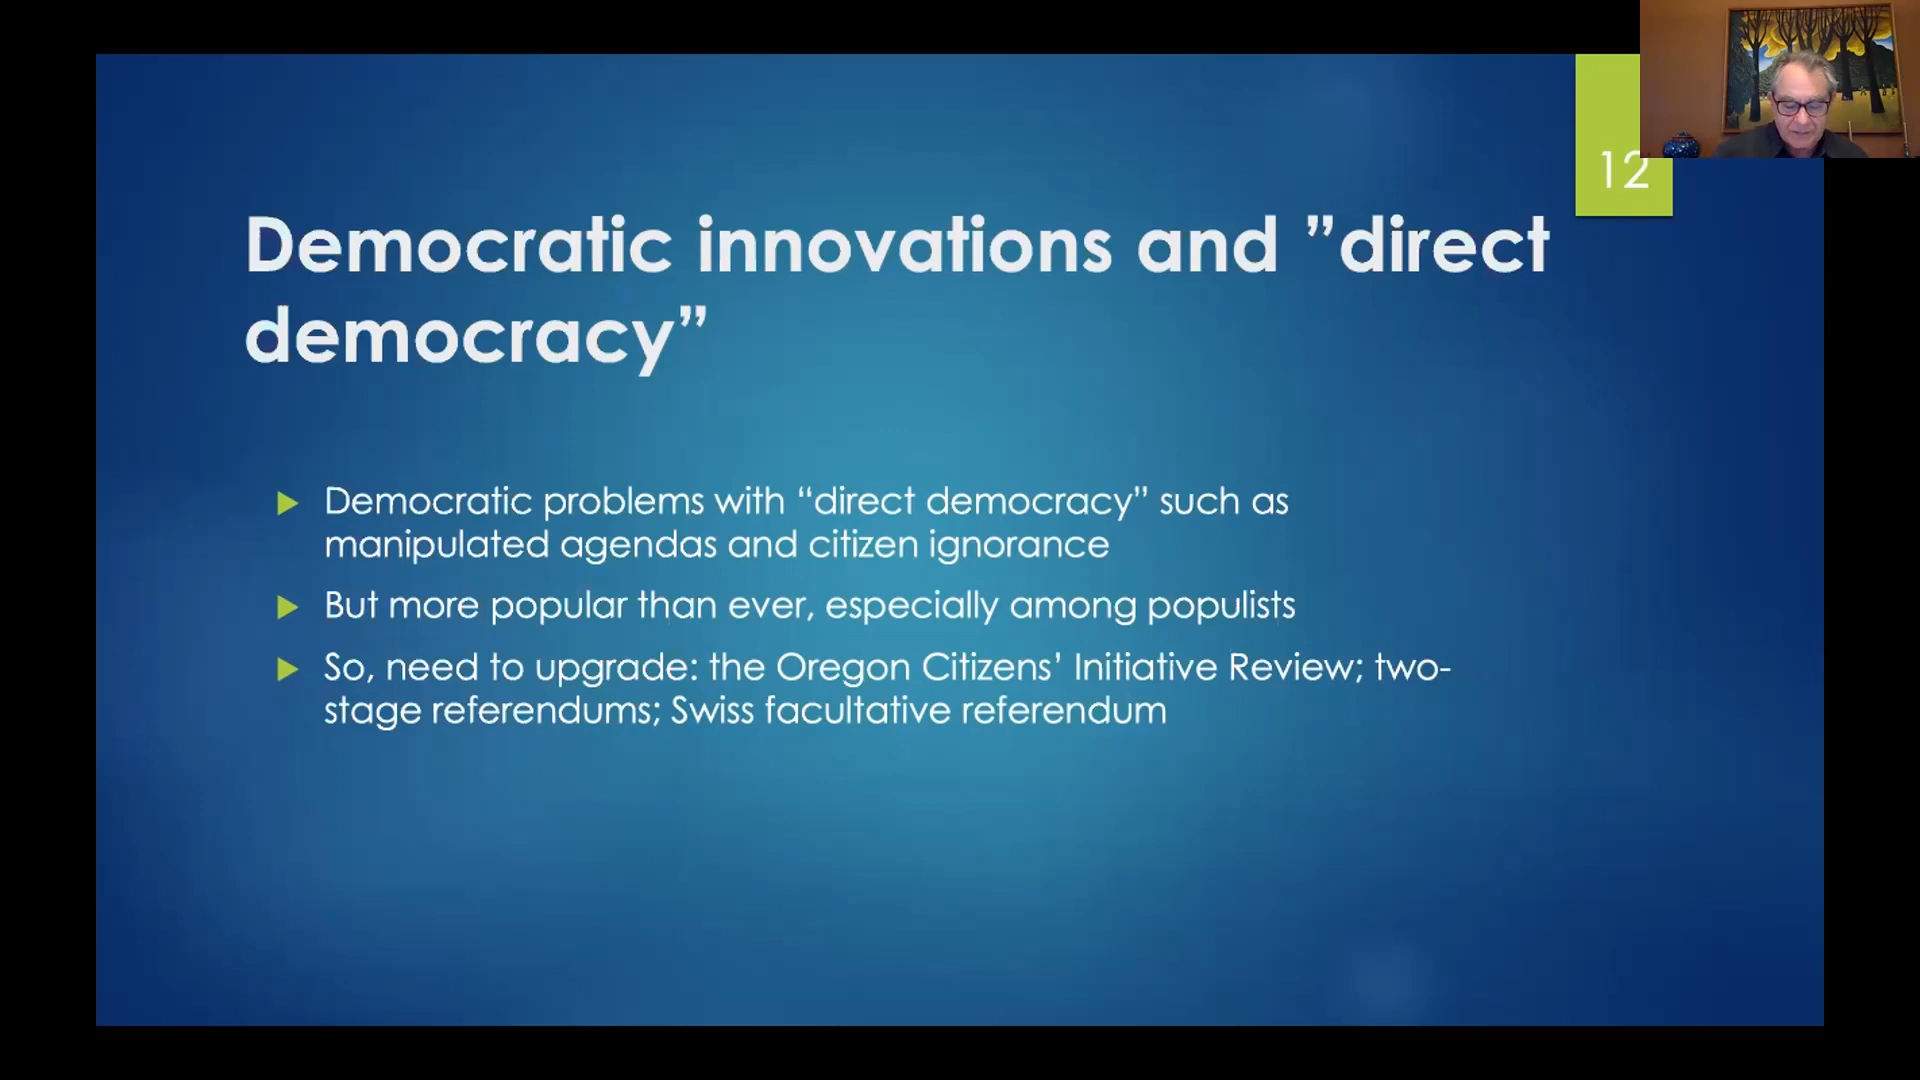 12
Democratic innovations and ”direct
democracy”
Democratic problems with “direct democracy” such as
manipulated agendas and citizen ignorance
But more popular than ever, especially among populists
So, need to upgrade: the Oregon Citizens’ Initiative Review; two-
stage referendums; Swiss facultative referendum